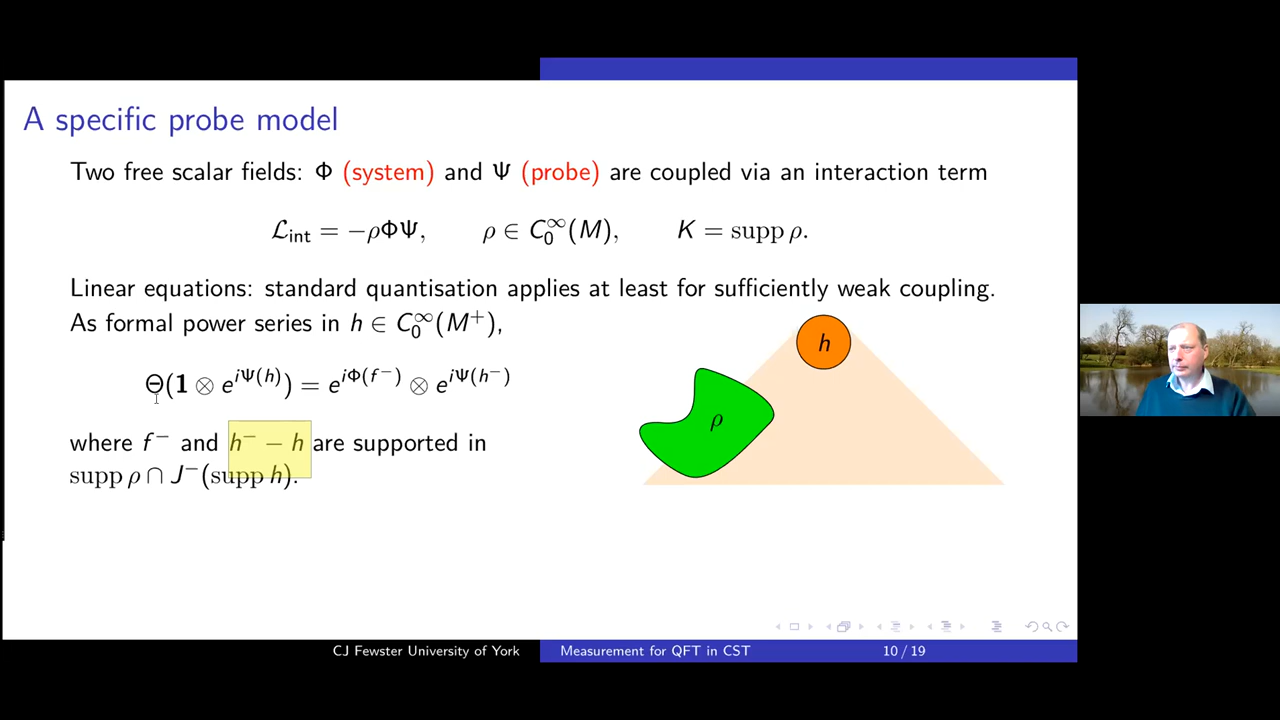 A specific probe model
Two free scalar fields: Φ (system) and Ψ (probe) are coupled via an interaction term
ℒint = −ρΦΨ, ρ ∈ C₀^∞(M), K = supp ρ.
Linear equations: standard quantisation applies at least for sufficiently weak coupling.
As formal power series in h ∈ C₀^∞(M⁺),
Θ(1 ⊗ e^{iΨ(h)}) = e^{iΦ(f⁻)} ⊗ e^{iΨ(h⁻)}
where f⁻ and h⁻ − h are supported in
supp ρ ∩ J⁻(supp h).
h
ρ
CJ Fewster University of York Measurement for QFT in CST 10 / 19